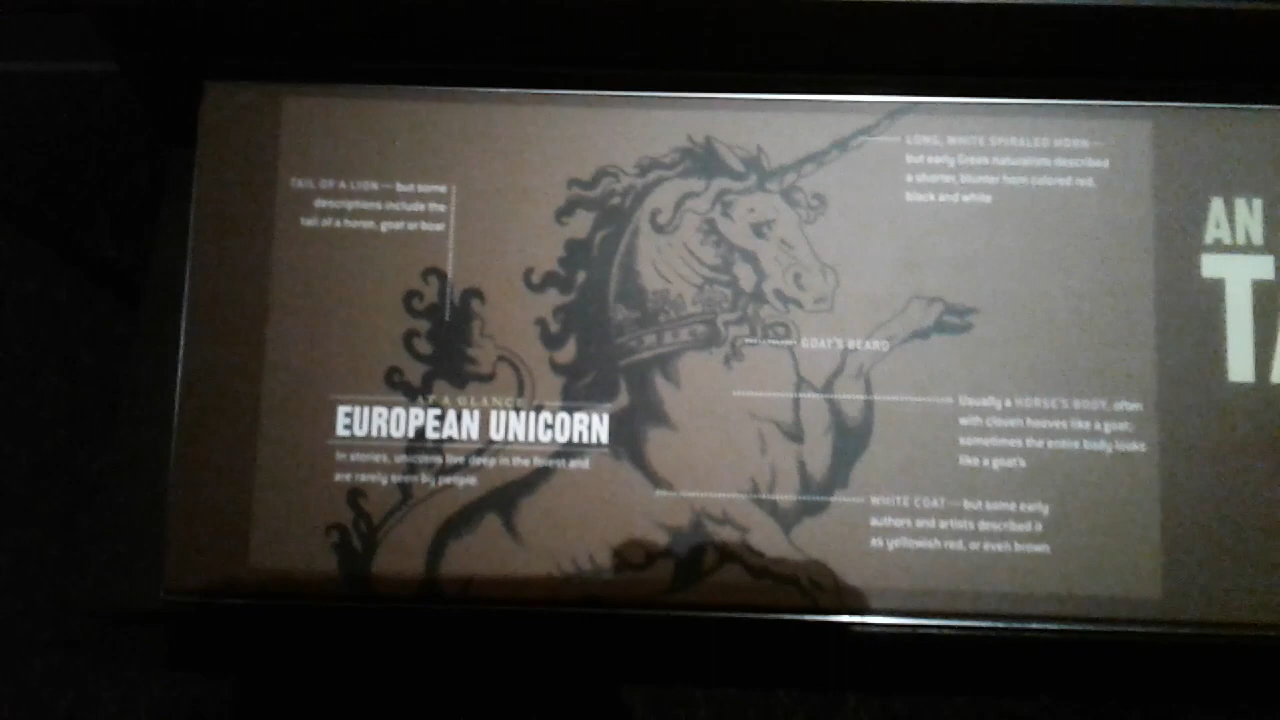 TAIL OF A LION — but some
descriptions include the
tail of a horse, goat or boar
LONG, WHITE SPIRALED HORN —
but early Greek naturalists described
a shorter, blunter horn colored red,
black and white
GOAT'S BEARD
AT A GLANCE
EUROPEAN UNICORN
In stories, unicorns live deep in the forest and
are rarely seen by people.
Usually a HORSE'S BODY, often
with cloven hooves like a goat;
sometimes the entire body looks
like a goat's
WHITE COAT — but some early
authors and artists described it
as yellowish red, or even brown
AN